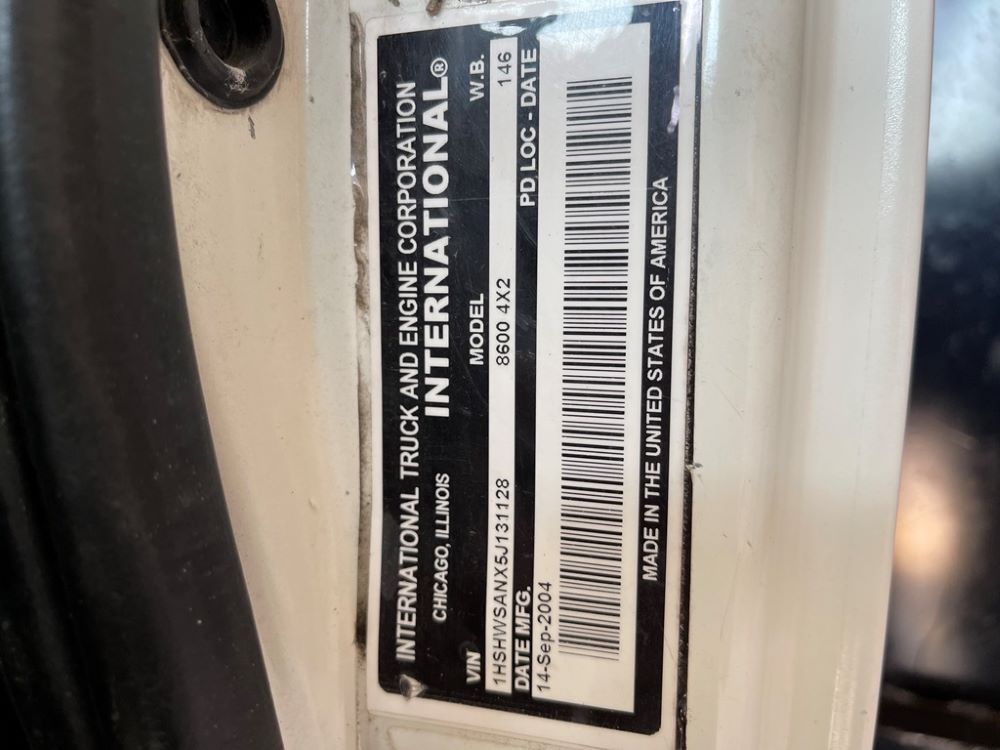 INTERNATIONAL TRUCK AND ENGINE CORPORATION
CHICAGO, ILLINOIS INTERNATIONAL®
VIN MODEL W.B.
1HSHWSANX5J131128 8600 4X2 146
DATE MFG. PD LOC - DATE
14-Sep-2004
MADE IN THE UNITED STATES OF AMERICA